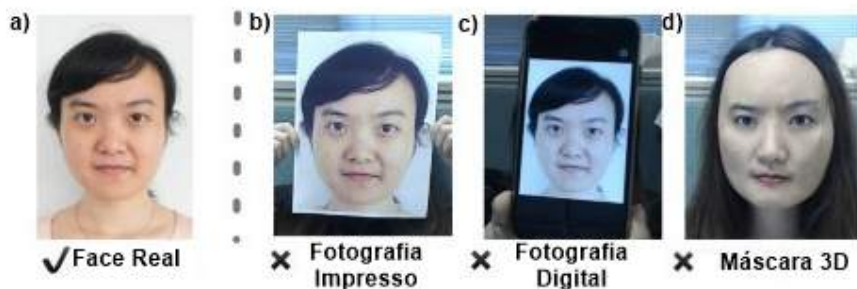 a)
b)
c)
d)
Face Real
Fotografia
Impresso
Fotografia
Digital
Máscara 3D